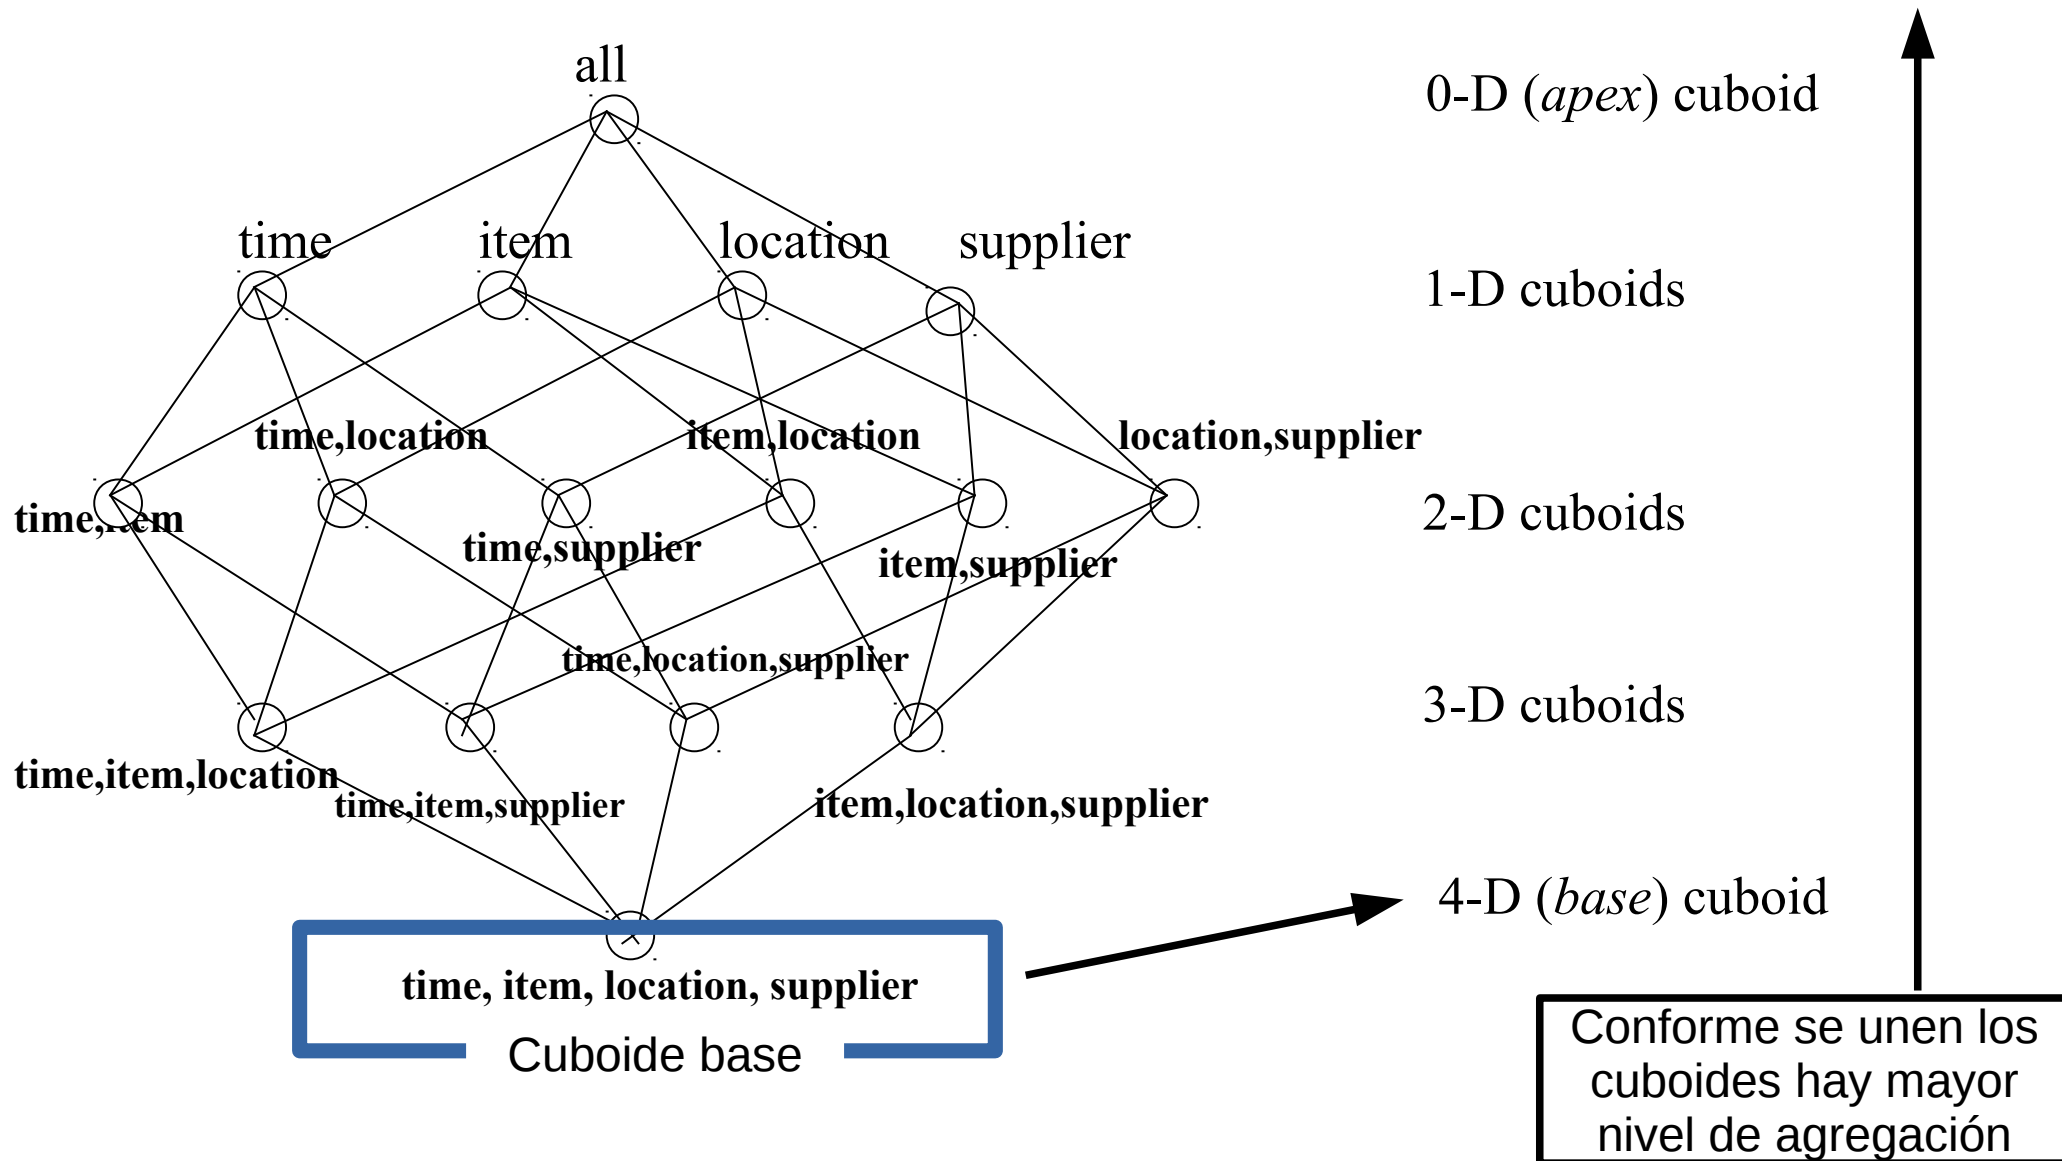 all
0-D (apex) cuboid
time
item
location
supplier
1-D cuboids
time,location
item,location
location,supplier
time,item
2-D cuboids
time,supplier
item,supplier
time,location,supplier
3-D cuboids
time,item,location
time,item,supplier
item,location,supplier
4-D (base) cuboid
time, item, location, supplier
Cuboide base
Conforme se unen los
cuboides hay mayor
nivel de agregación